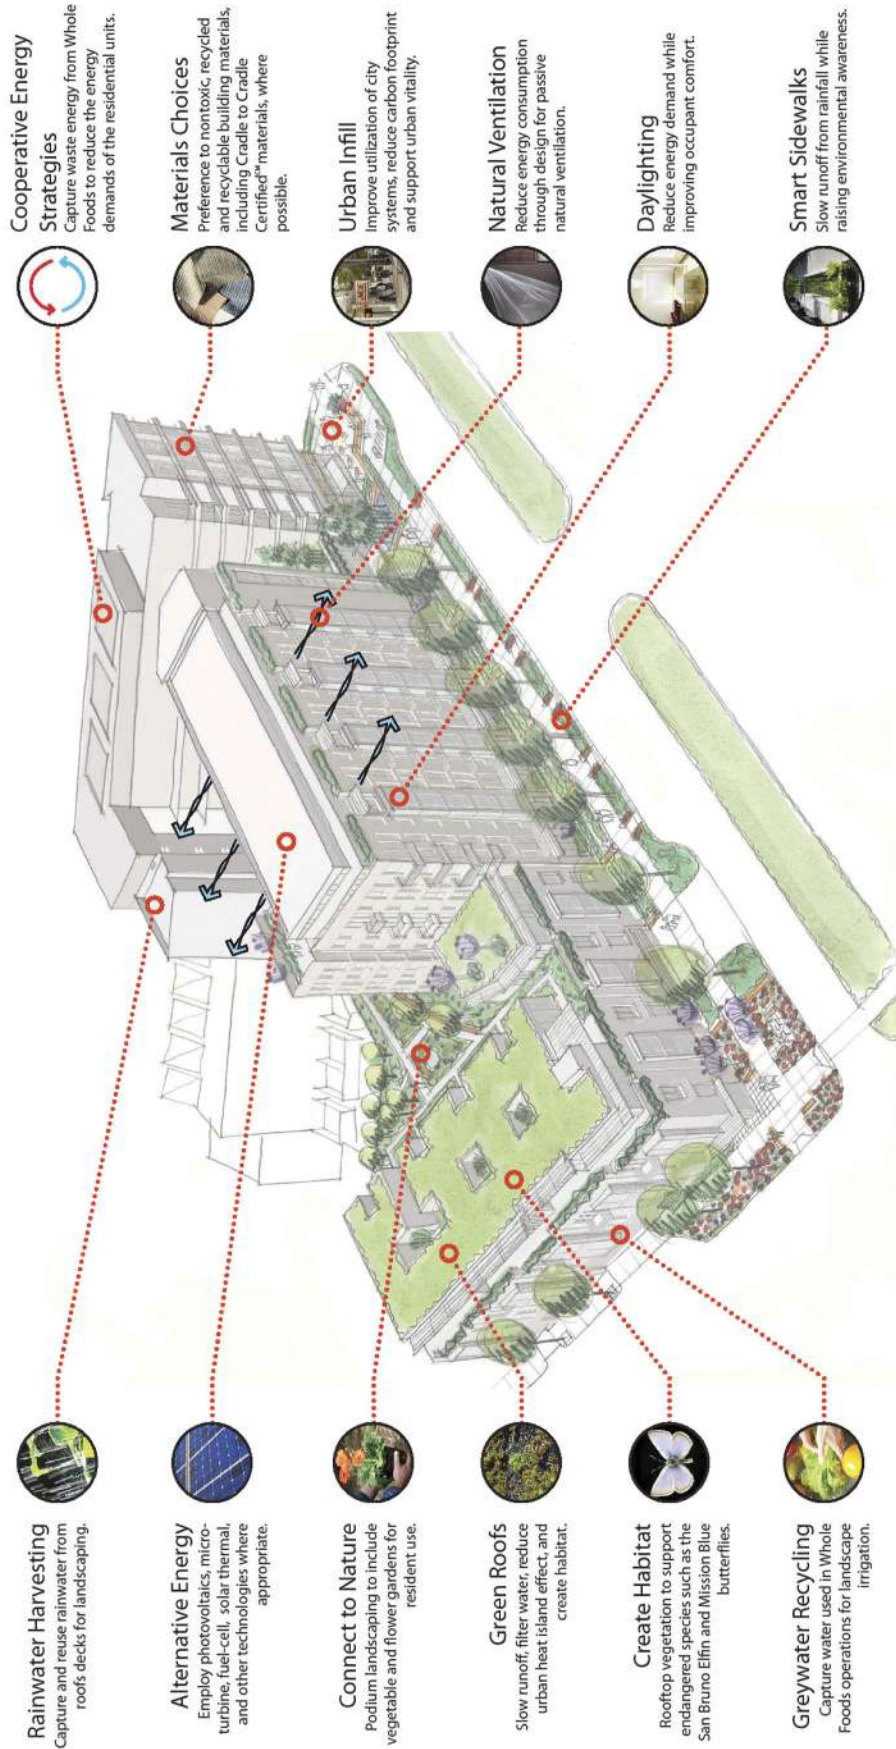 Rainwater Harvesting
Capture and reuse rainwater from
roofs decks for landscaping.
Alternative Energy
Employ photovoltaics, micro-
turbine, fuel-cell, solar thermal,
and other technologies where
appropriate.
Connect to Nature
Podium landscaping to include
vegetable and flower gardens for
resident use.
Green Roofs
Slow runoff, filter water, reduce
urban heat island effect, and
create habitat.
Create Habitat
Rooftop vegetation to support
endangered species such as the
San Bruno Elfin and Mission Blue
butterflies.
Greywater Recycling
Capture water used in Whole
Foods operations for landscape
irrigation.
Cooperative Energy
Strategies
Capture waste energy from Whole
Foods to reduce the energy
demands of the residential units.
Materials Choices
Preference to nontoxic, recycled
and recyclable building materials,
including Cradle to Cradle
Certified℠ materials, where
possible.
Urban Infill
Improve utilization of city
systems, reduce carbon footprint
and support urban vitality.
Natural Ventilation
Reduce energy consumption
through design for passive
natural ventilation.
Daylighting
Reduce energy demand while
improving occupant comfort.
Smart Sidewalks
Slow runoff from rainfall while
raising environmental awareness.